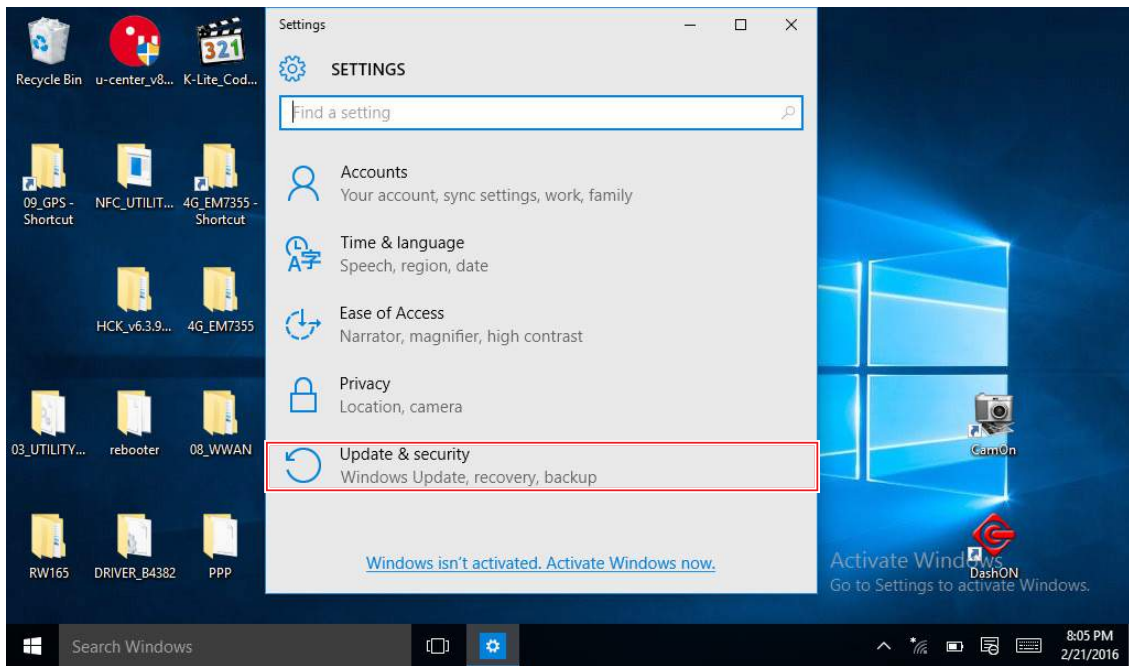 Recycle Bin
u-center_v8...
K-Lite_Cod...
321
09_GPS -
Shortcut
NFC_UTILIT...
4G_EM7355 -
Shortcut
HCK_v6.3.9...
4G_EM7355
03_UTILITY...
rebooter
08_WWAN
RW165
DRIVER_B4382
PPP
Settings
SETTINGS
Find a setting
Accounts
Your account, sync settings, work, family
Time & language
Speech, region, date
Ease of Access
Narrator, magnifier, high contrast
Privacy
Location, camera
Update & security
Windows Update, recovery, backup
Windows isn't activated. Activate Windows now.
CamOn
DashON
Activate Windows
Go to Settings to activate Windows.
Search Windows
8:05 PM
2/21/2016
A字